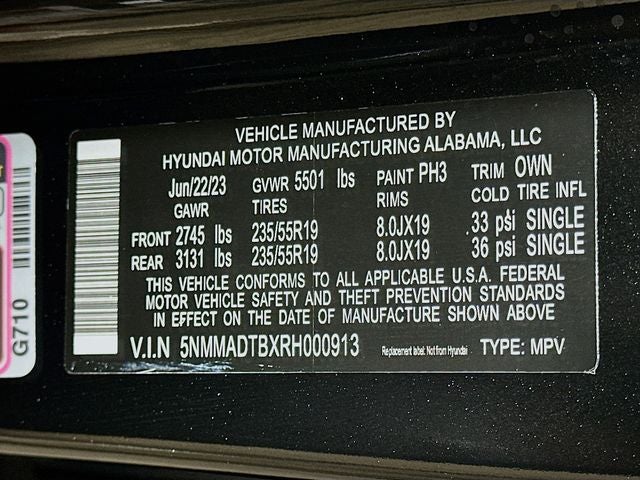 VEHICLE MANUFACTURED BY
HYUNDAI MOTOR MANUFACTURING ALABAMA, LLC
Jun/22/23 GVWR 5501 lbs PAINT PH3 TRIM OWN
GAWR TIRES RIMS COLD TIRE INFL
FRONT 2745 lbs 235/55R19 8.0JX19 .33 psi SINGLE
REAR 3131 lbs 235/55R19 8.0JX19 36 psi SINGLE
THIS VEHICLE CONFORMS TO ALL APPLICABLE U.S.A. FEDERAL
MOTOR VEHICLE SAFETY AND THEFT PREVENTION STANDARDS
IN EFFECT ON THE DATE OF MANUFACTURE SHOWN ABOVE
V.I.N 5NMMADTBXRH000913 Replacement label: Not from Hyundai TYPE: MPV
G710